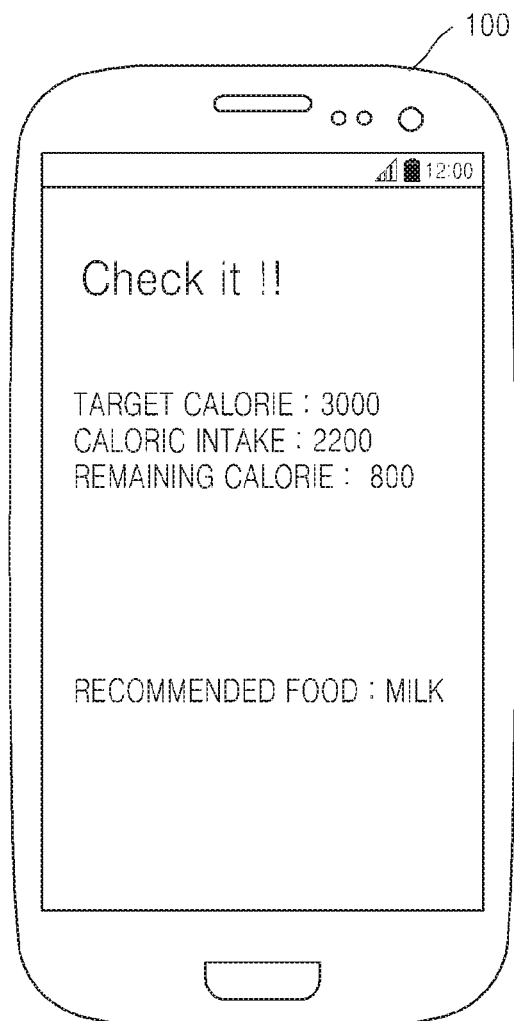 100
12:00
Check it !!
TARGET CALORIE : 3000
CALORIC INTAKE : 2200
REMAINING CALORIE : 800
RECOMMENDED FOOD : MILK